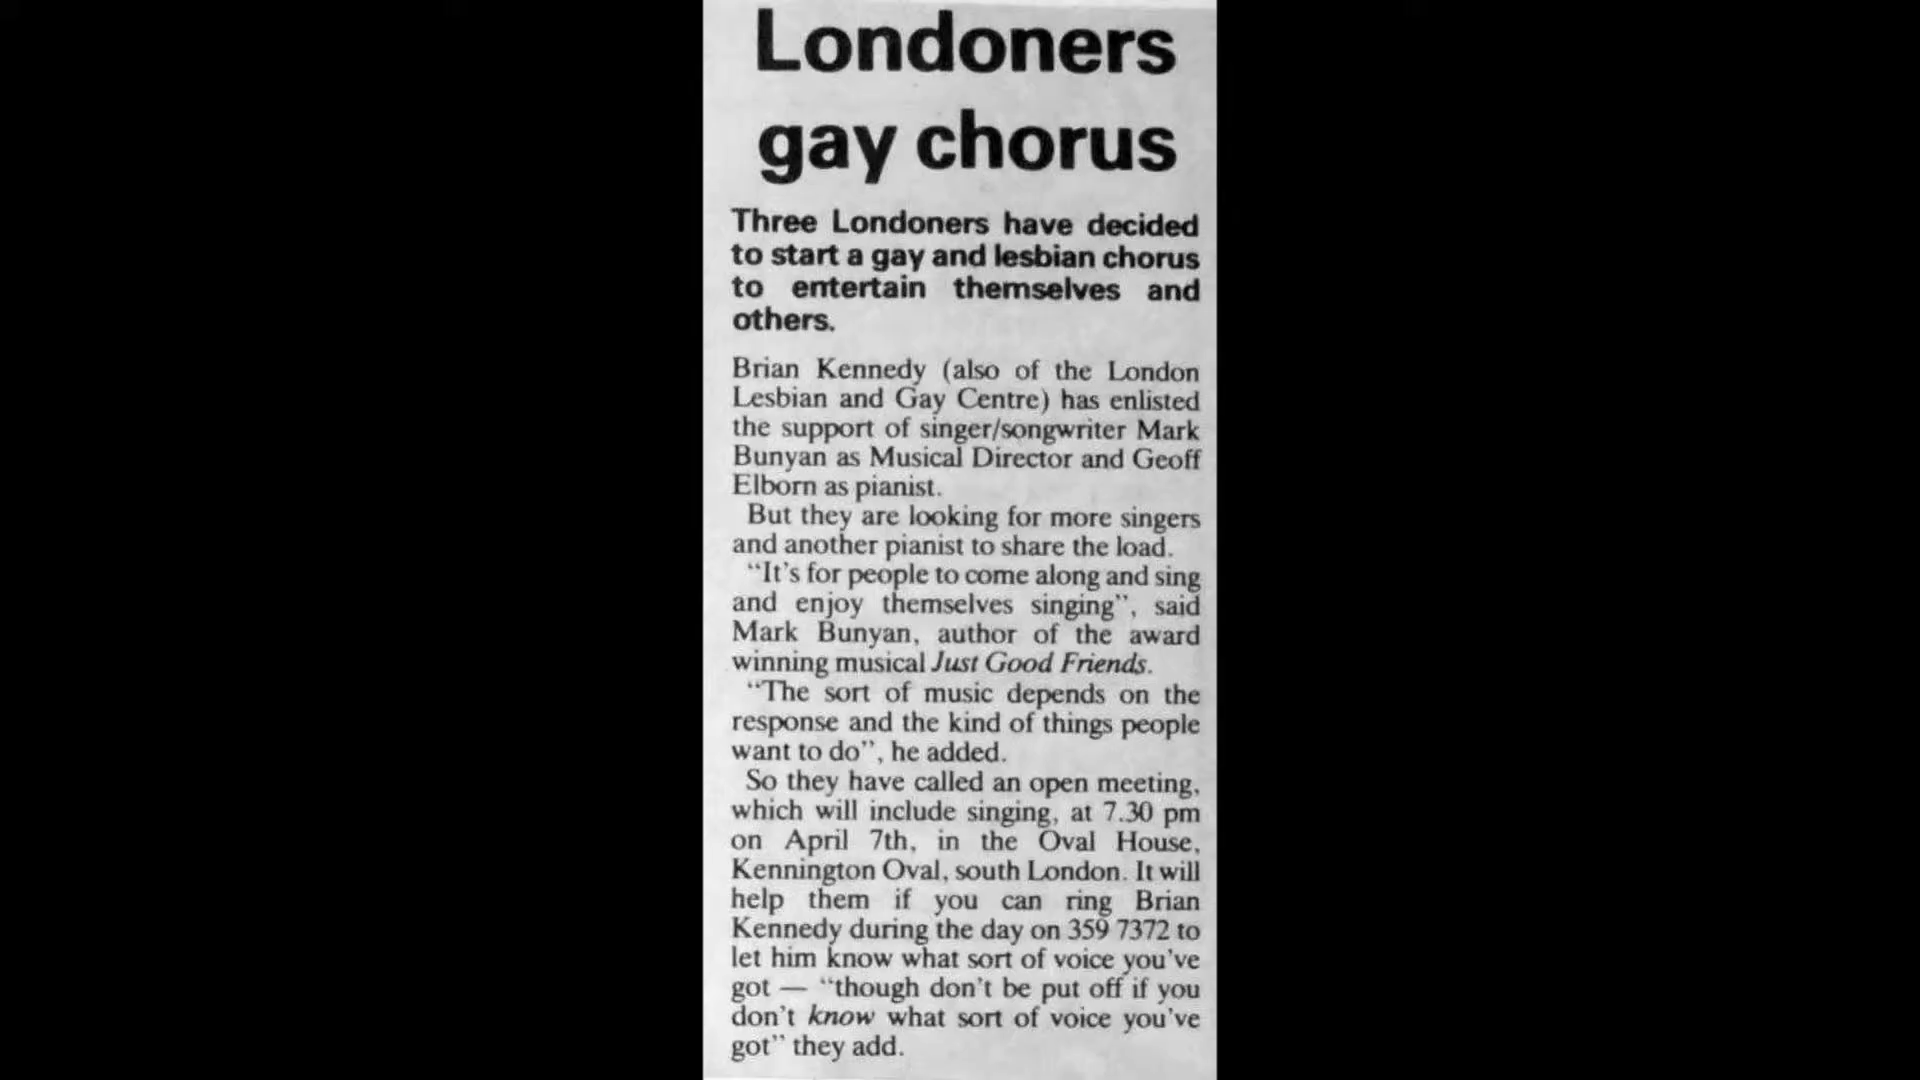 Londoners
gay chorus
Three Londoners have decided
to start a gay and lesbian chorus
to entertain themselves and
others.
Brian Kennedy (also of the London
Lesbian and Gay Centre) has enlisted
the support of singer/songwriter Mark
Bunyan as Musical Director and Geoff
Elborn as pianist.
But they are looking for more singers
and another pianist to share the load.
"It's for people to come along and sing
and enjoy themselves singing", said
Mark Bunyan, author of the award
winning musical Just Good Friends.
"The sort of music depends on the
response and the kind of things people
want to do", he added.
So they have called an open meeting,
which will include singing, at 7.30 pm
on April 7th, in the Oval House,
Kennington Oval, south London. It will
help them if you can ring Brian
Kennedy during the day on 359 7372 to
let him know what sort of voice you've
got — "though don't be put off if you
don't know what sort of voice you've
got" they add.